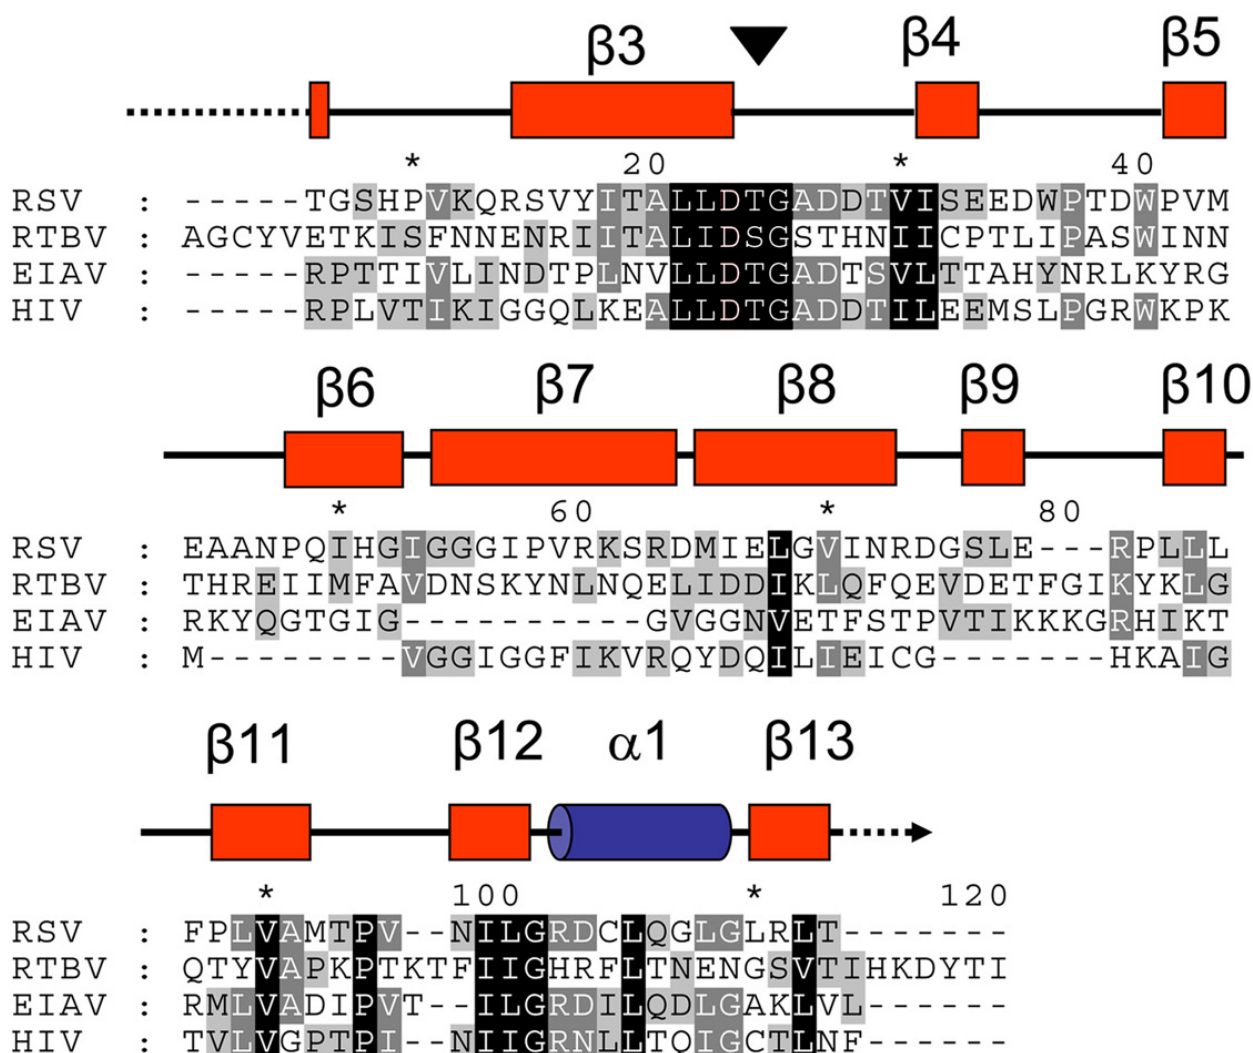 β3 β4 β5
* 20 * 40
RSV : -----TGSHPVKQRSVYITALLDTGADDTVISEEDWPTDWPVM
RTBV : AGCYVETKISFNNENRIITALIDSGSTHNIICPTLIPASWINN
EIAV : -----RPTTIVLINDTPLNVLLDTGADTSVLTTAHYNRLKYRG
HIV : -----RPLVTIKIGGQLKEALLDTGADDTILEEMSLPGRWKPK
β6 β7 β8 β9 β10
* 60 * 80
RSV : EAANPQIHGIGGGIPVRKSRDMIELGVINRDGSLE---RPLLL
RTBV : THREIIMFAVDNSKYNLNQELIDDIKLQFQEVDETFGIKYKLG
EIAV : RKYQGTGIG----------GVGGNVETFSTPVTIKKKGRHIKT
HIV : M--------VGGIGGFIKVRQYDQILIEICG-------HKAIG
β11 β12 α1 β13
* 100 * 120
RSV : FPLVAMTPV--NILGRDCLQGLGLRLT-------
RTBV : QTYVAPKPTKTFIIGHRFLTNENGSVTIHKDYTI
EIAV : RMLVADIPVT--ILGRDILQDLGAKLVL------
HIV : TVLVGPTPI--NIIGRNLLTQIGCTLNF------